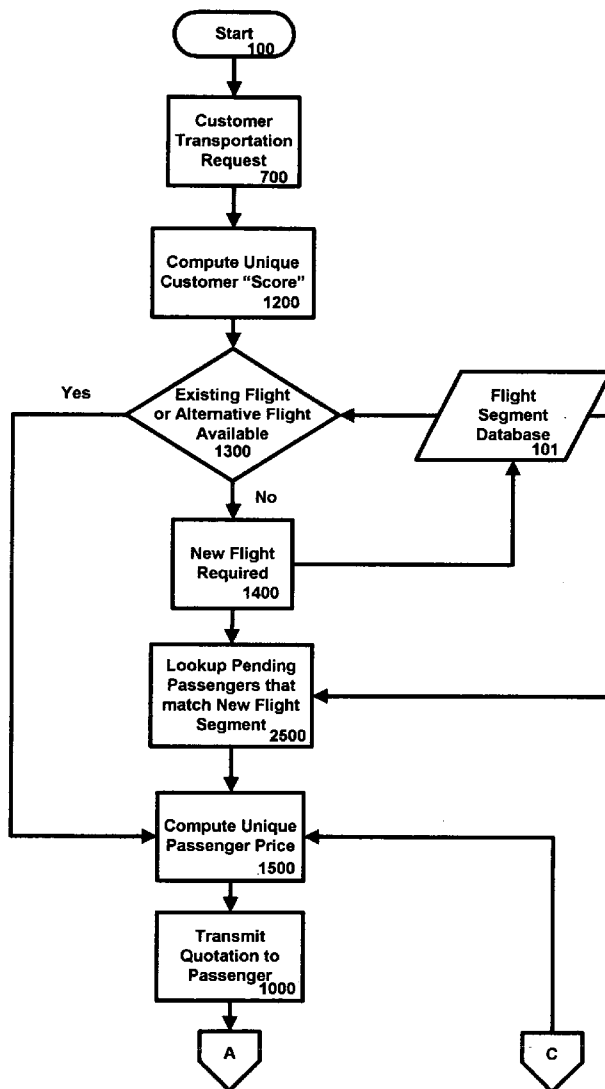 Start
100
Customer
Transportation
Request
700
Compute Unique
Customer "Score"
1200
Yes
Existing Flight
or Alternative Flight
Available
1300
Flight
Segment
Database
101
No
New Flight
Required
1400
Lookup Pending
Passengers that
match New Flight
Segment
2500
Compute Unique
Passenger Price
1500
Transmit
Quotation to
Passenger
1000
A
C